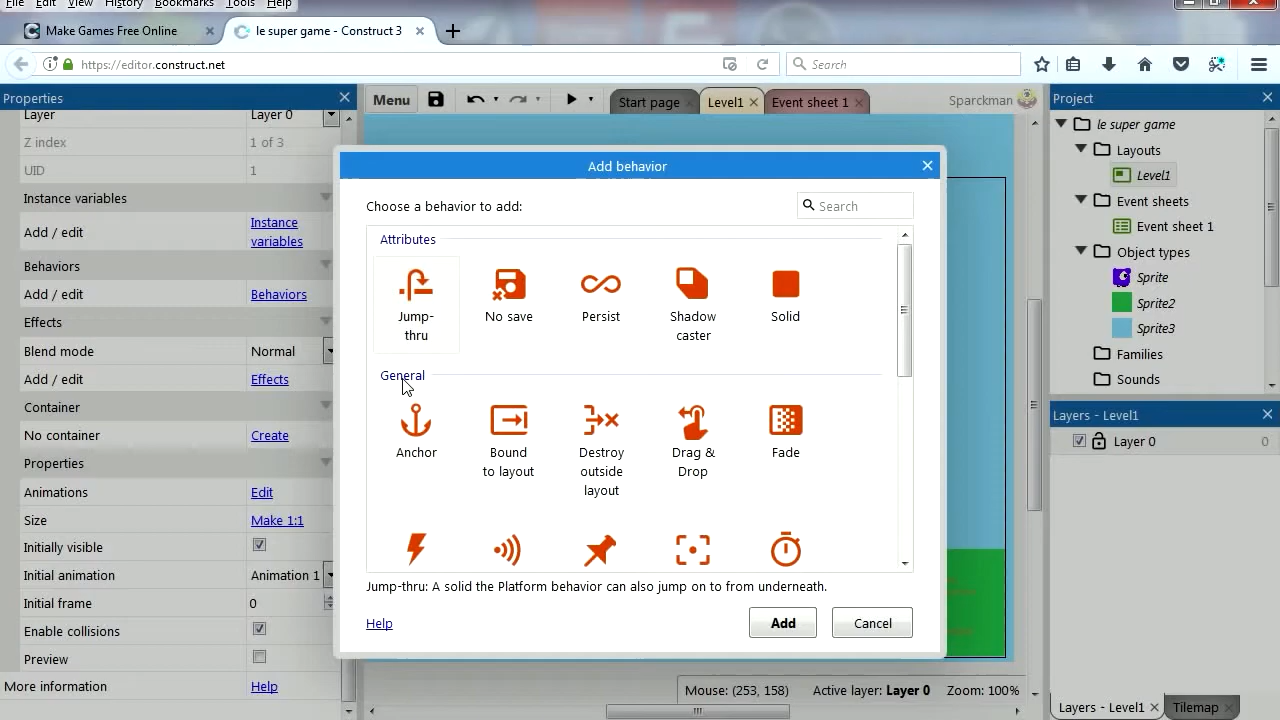 File Edit View History Bookmarks Tools Help
Make Games Free Online
le super game - Construct 3
https://editor.construct.net
Search
Properties
Menu
Start page
Level1
Event sheet 1
Sparckman
Project
Layer
Layer 0
Z index
1 of 3
UID
1
Instance variables
Add / edit
Instance
variables
Behaviors
Add / edit
Behaviors
Effects
Blend mode
Normal
Add / edit
Effects
Container
No container
Create
Properties
Animations
Edit
Size
Make 1:1
Initially visible
Initial animation
Animation 1
Initial frame
0
Enable collisions
Preview
More information
Help
Add behavior
Choose a behavior to add:
Search
Attributes
Jump-
thru
No save
Persist
Shadow
caster
Solid
General
Anchor
Bound
to layout
Destroy
outside
layout
Drag &
Drop
Fade
Jump-thru: A solid the Platform behavior can also jump on to from underneath.
Help
Add
Cancel
Mouse: (253, 158)
Active layer: Layer 0
Zoom: 100%
le super game
Layouts
Level1
Event sheets
Event sheet 1
Object types
Sprite
Sprite2
Sprite3
Families
Sounds
Layers - Level1
Layer 0
0
Layers - Level1
Tilemap